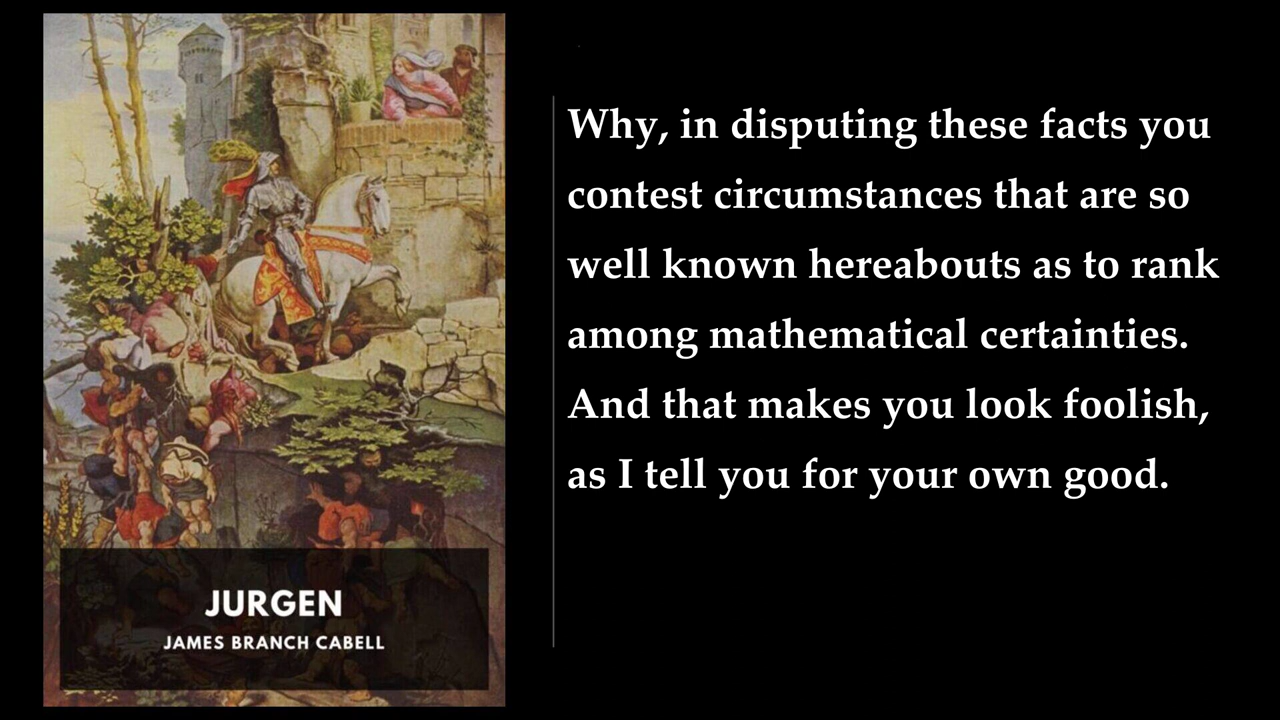 Why, in disputing these facts you
contest circumstances that are so
well known hereabouts as to rank
among mathematical certainties.
And that makes you look foolish,
as I tell you for your own good.
JURGEN
JAMES BRANCH CABELL